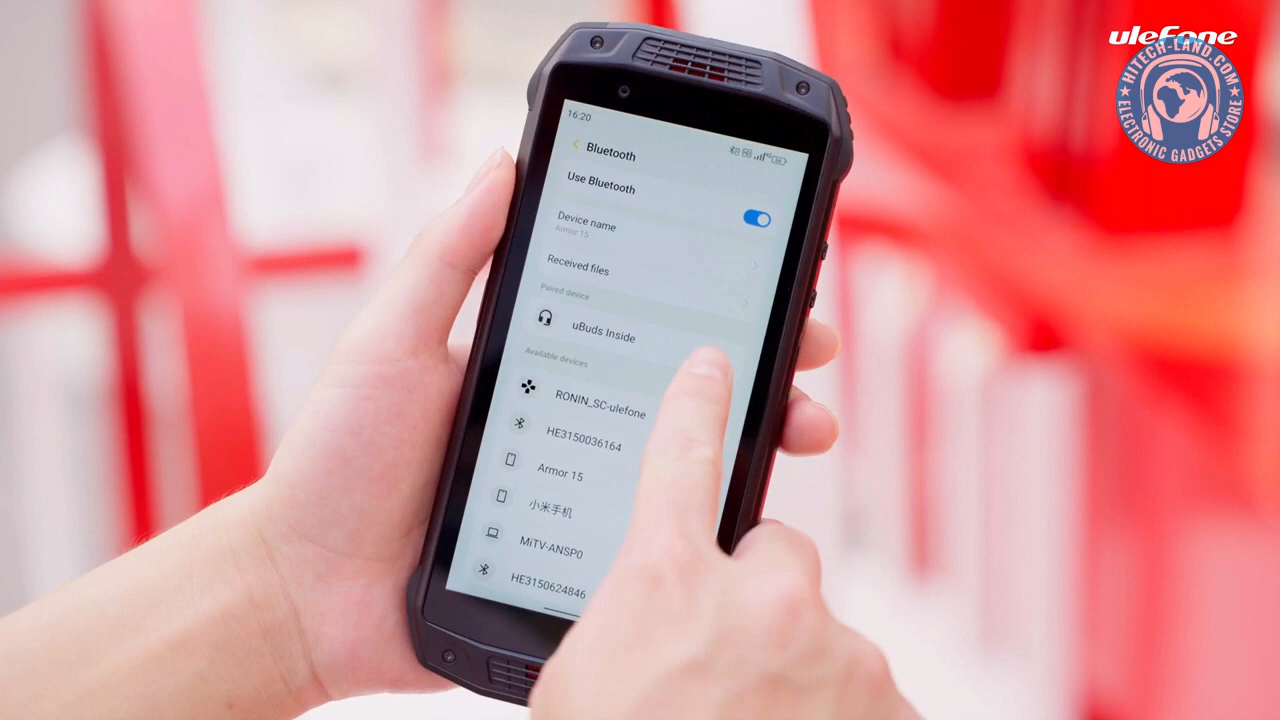 ulefone
HITECH-LAND.COM
ELECTRONIC GADGETS STORE
16:20
Bluetooth
Use Bluetooth
Device name
Armor 15
Received files
Paired device
uBuds Inside
Available devices
RONIN_SC-ulefone
HE3150036164
Armor 15
小米手机
MiTV-ANSP0
HE3150624846